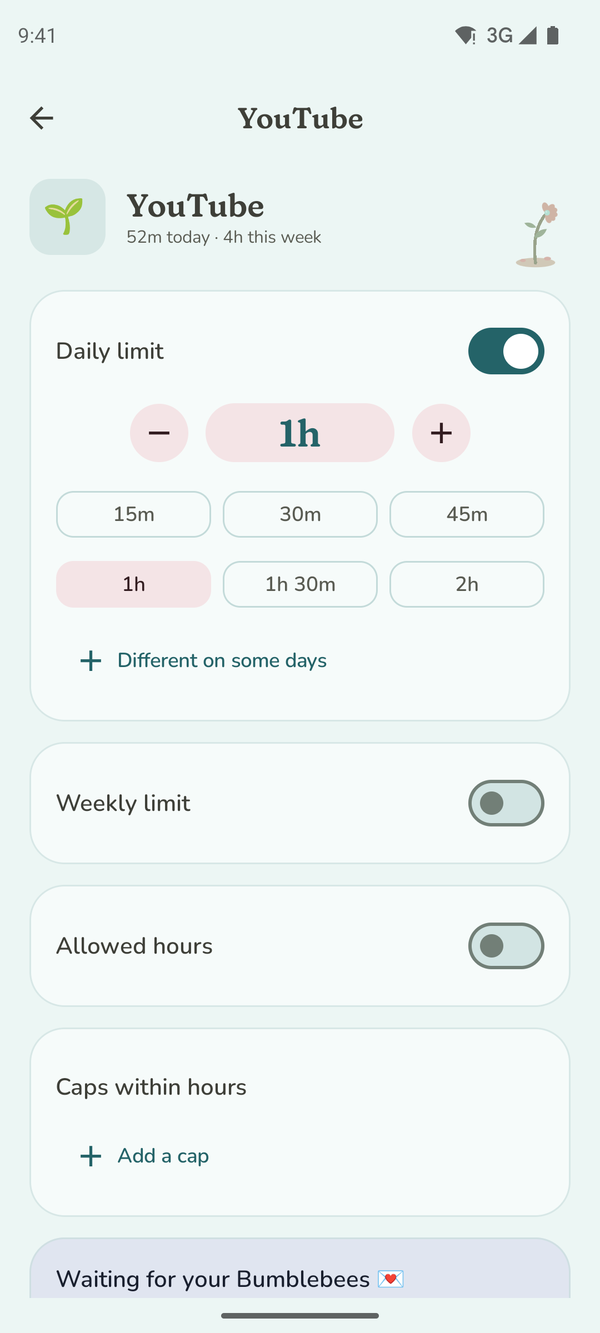 9:41
3G
YouTube
YouTube
52m today · 4h this week
Daily limit
1h
15m
30m
45m
1h
1h 30m
2h
Different on some days
Weekly limit
Allowed hours
Caps within hours
Add a cap
Waiting for your Bumblebees 💌